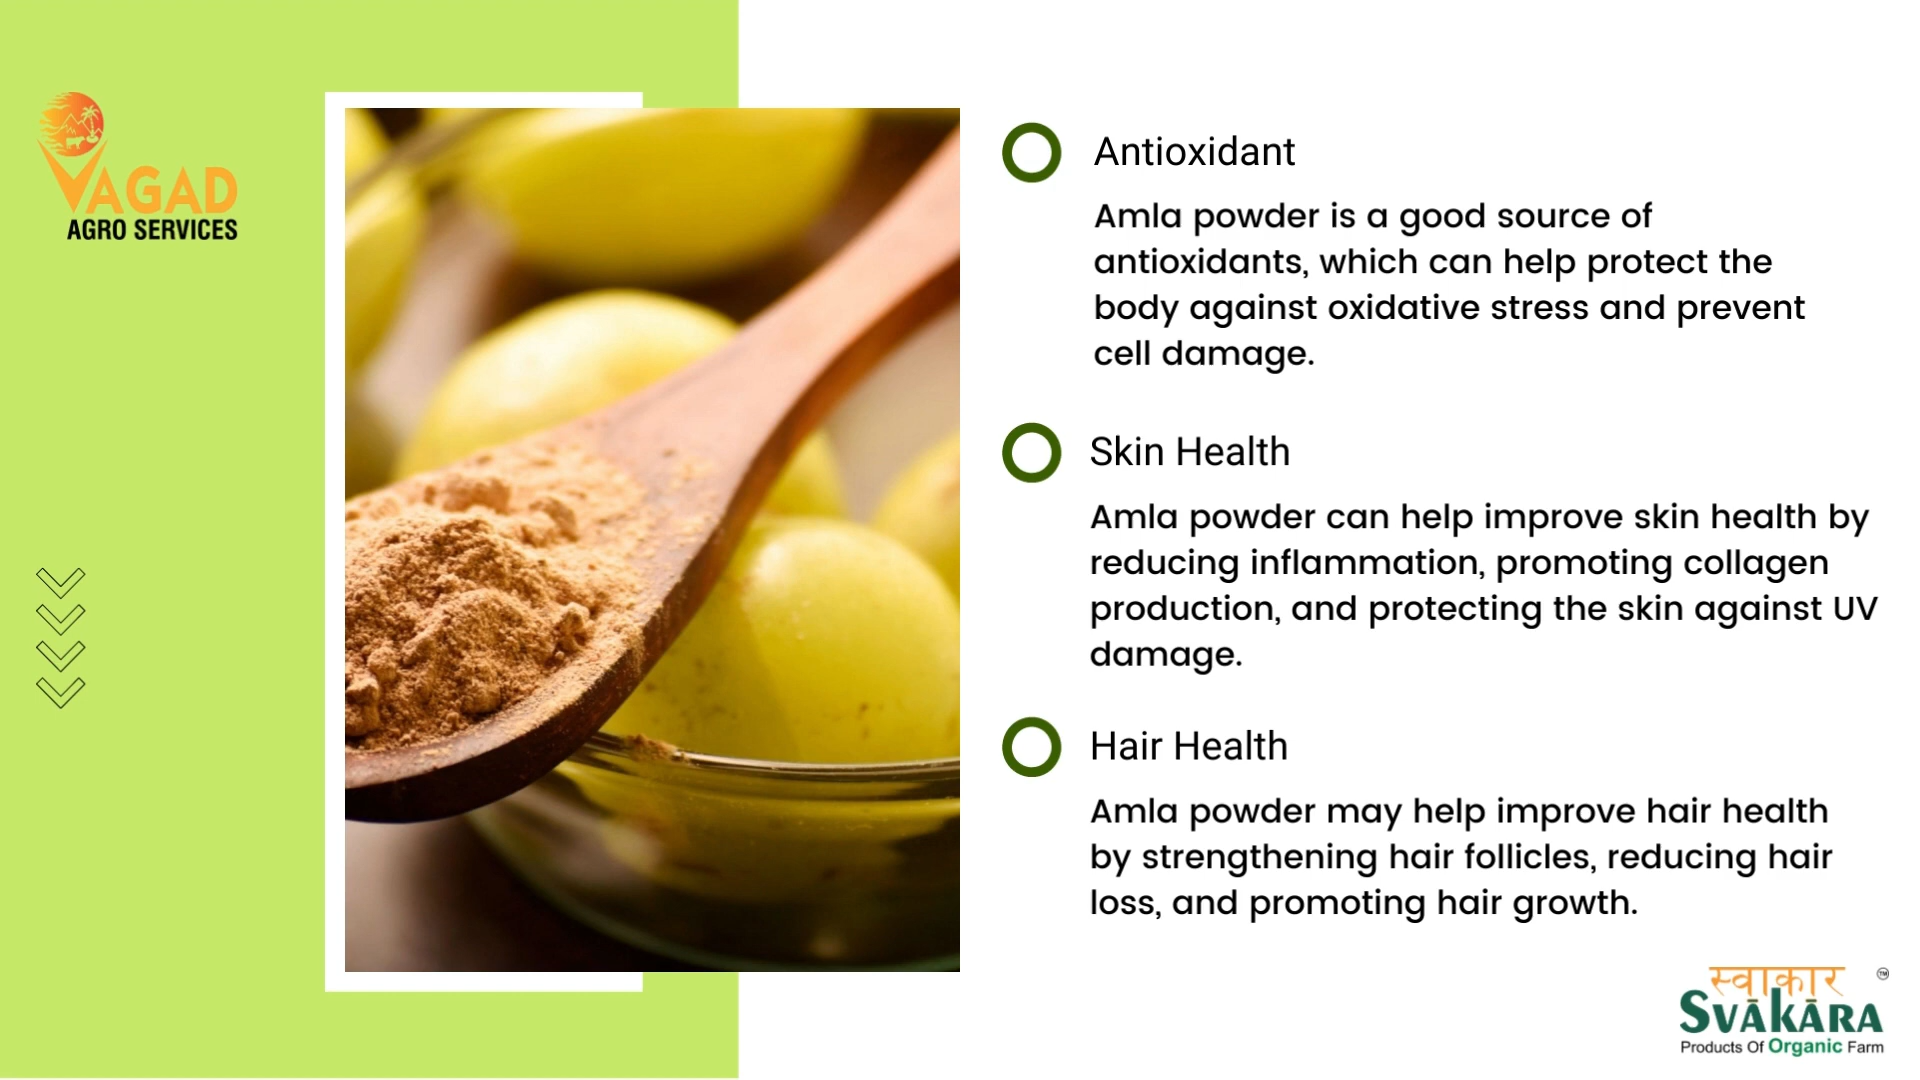 VAGAD
AGRO SERVICES
Antioxidant
Amla powder is a good source of
antioxidants, which can help protect the
body against oxidative stress and prevent
cell damage.
Skin Health
Amla powder can help improve skin health by
reducing inflammation, promoting collagen
production, and protecting the skin against UV
damage.
Hair Health
Amla powder may help improve hair health
by strengthening hair follicles, reducing hair
loss, and promoting hair growth.
स्वाकार ™
SVĀKĀRA
Products Of Organic Farm